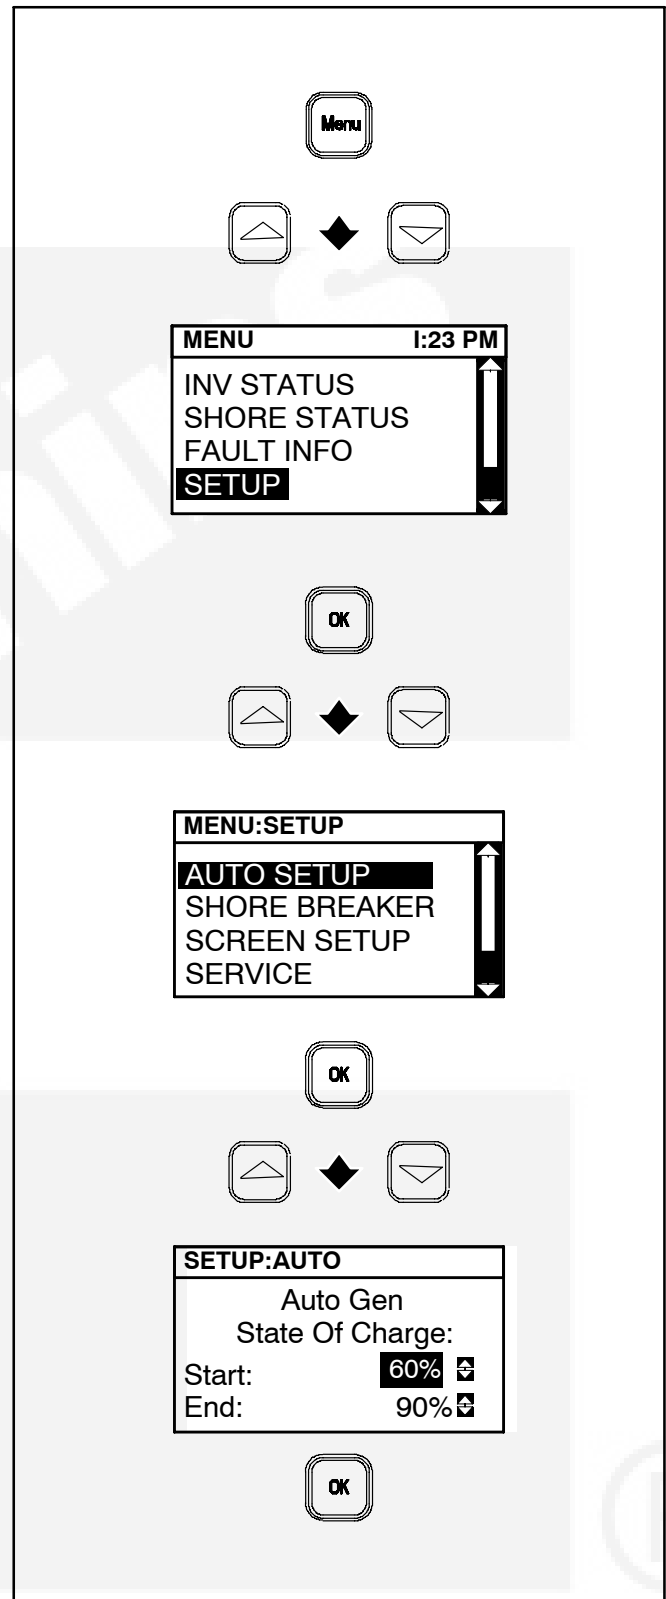 Menu
MENU I:23 PM
INV STATUS
SHORE STATUS
FAULT INFO
SETUP
OK
MENU:SETUP
AUTO SETUP
SHORE BREAKER
SCREEN SETUP
SERVICE
OK
SETUP:AUTO
Auto Gen
State Of Charge:
Start: 60%
End: 90%
OK